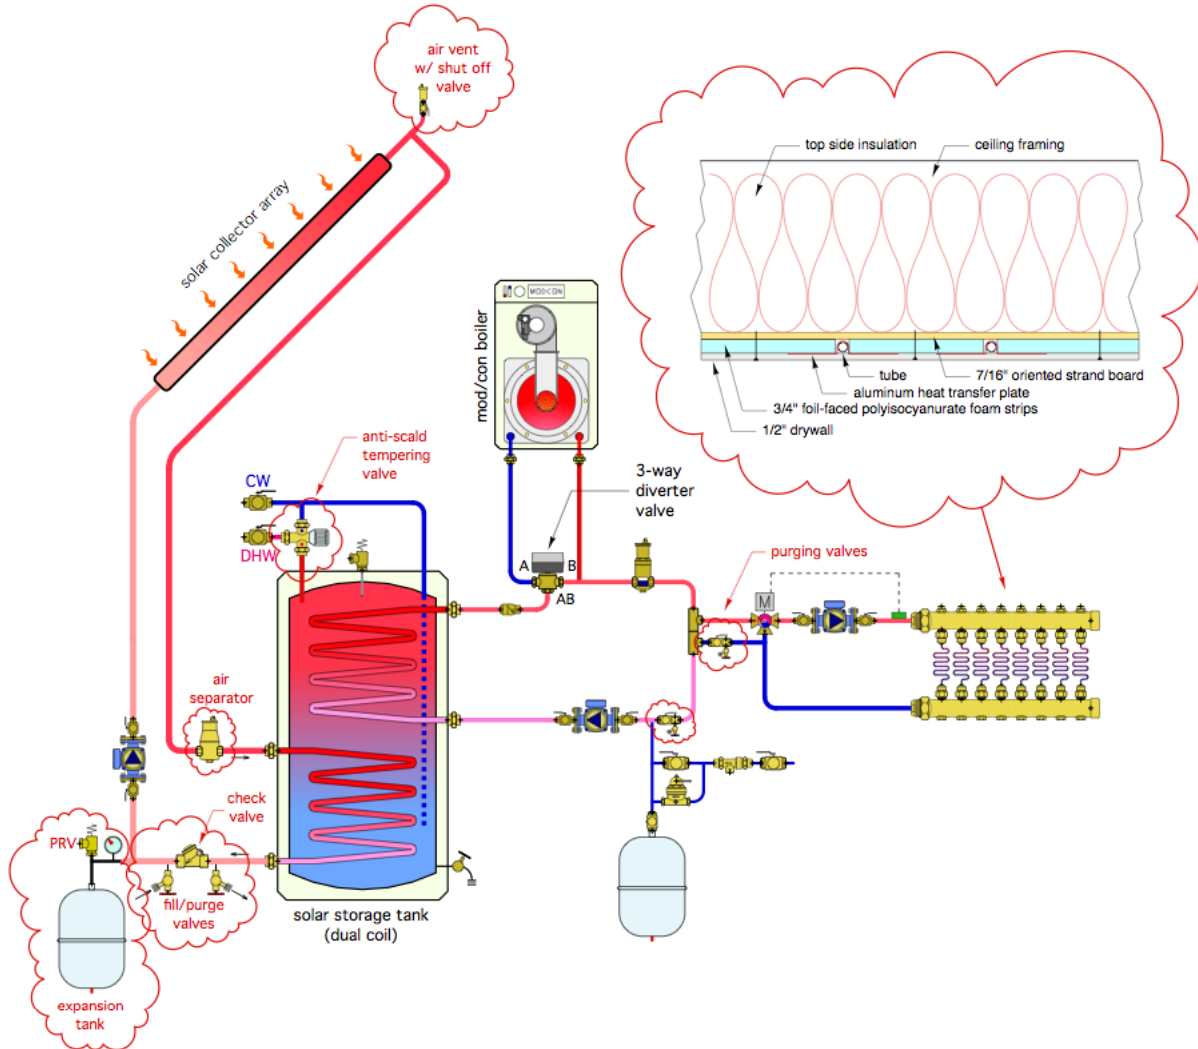 air vent
w/ shut off
valve
solar collector array
top side insulation
ceiling framing
tube
7/16" oriented strand board
aluminum heat transfer plate
3/4" foil-faced polyisocyanurate foam strips
1/2" drywall
MODCON
mod/con boiler
anti-scald
tempering
valve
CW
DHW
3-way
diverter
valve
A
B
AB
purging valves
M
air
separator
check
valve
PRV
fill/purge
valves
solar storage tank
(dual coil)
expansion
tank